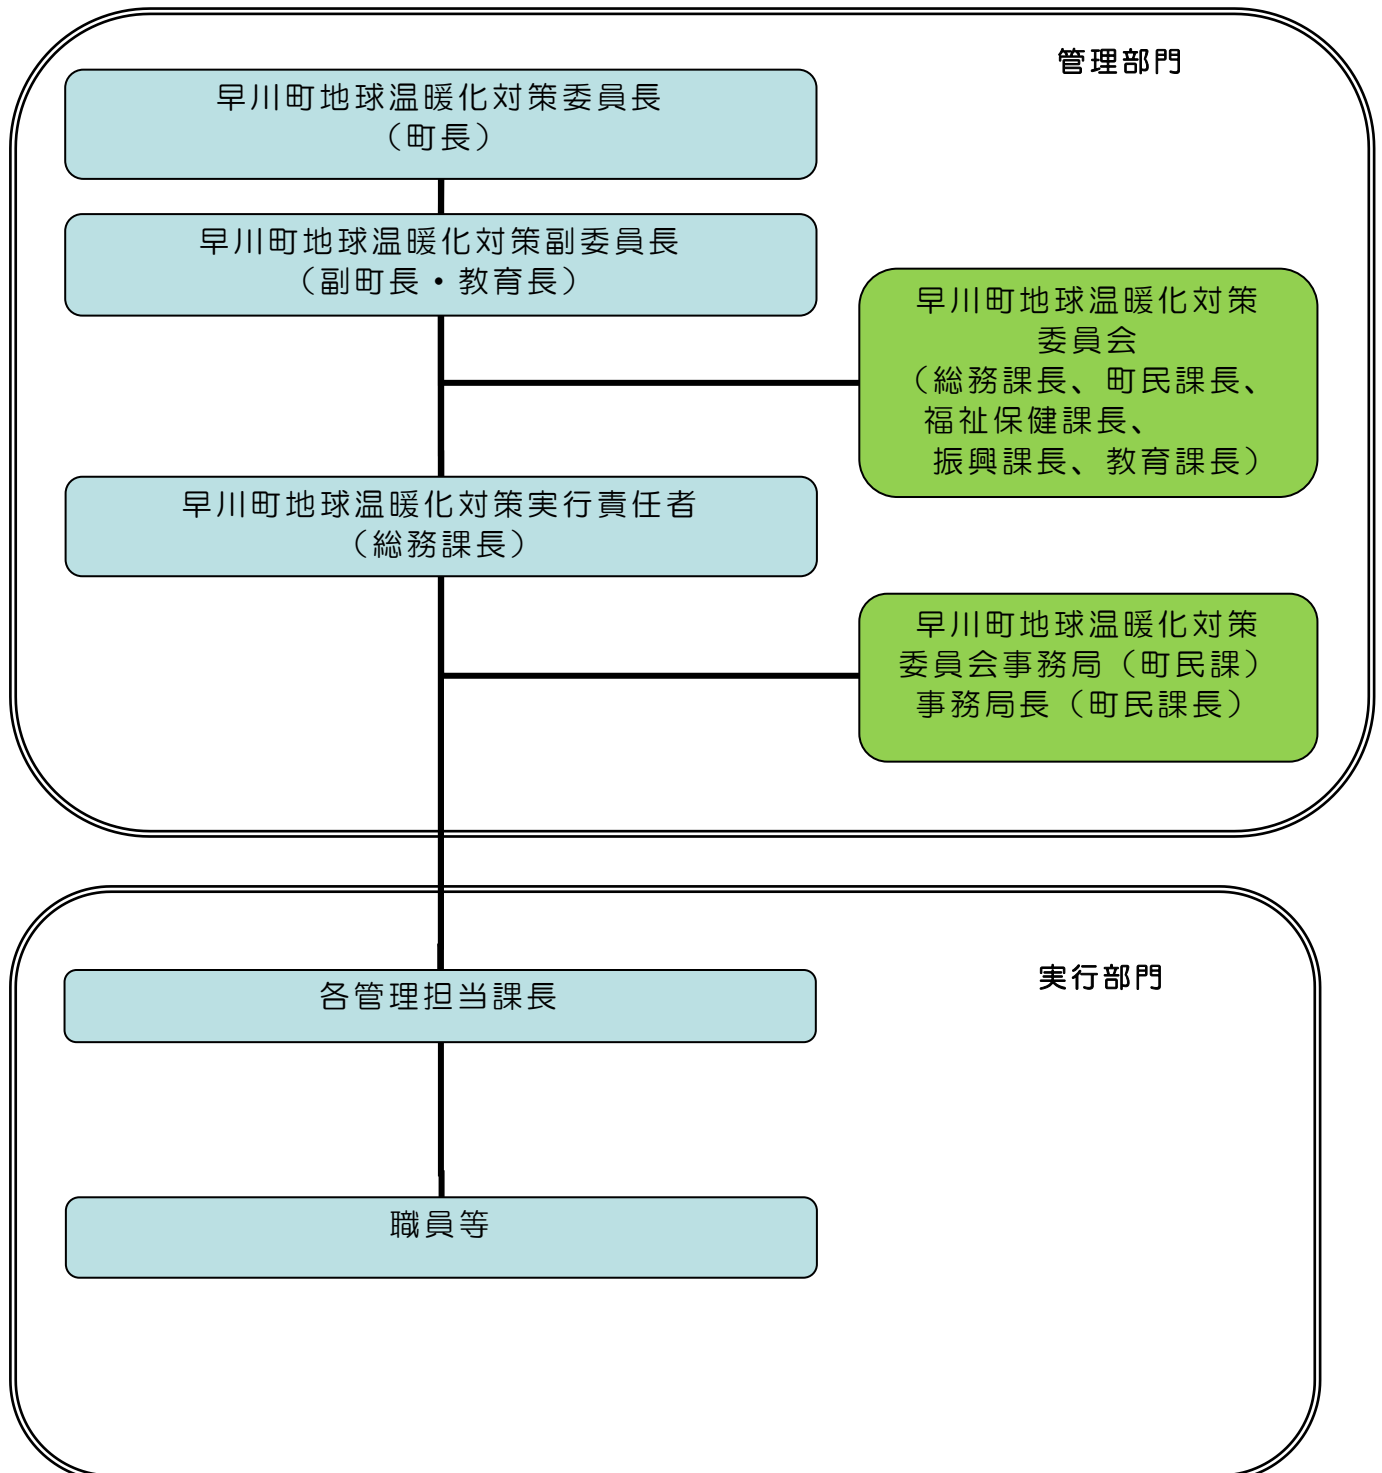 管理部門
早川町地球温暖化対策委員長
（町長）
早川町地球温暖化対策副委員長
（副町長・教育長）
早川町地球温暖化対策
委員会
（総務課長、町民課長、
福祉保健課長、
振興課長、教育課長）
早川町地球温暖化対策実行責任者
（総務課長）
早川町地球温暖化対策
委員会事務局（町民課）
事務局長（町民課長）
実行部門
各管理担当課長
職員等